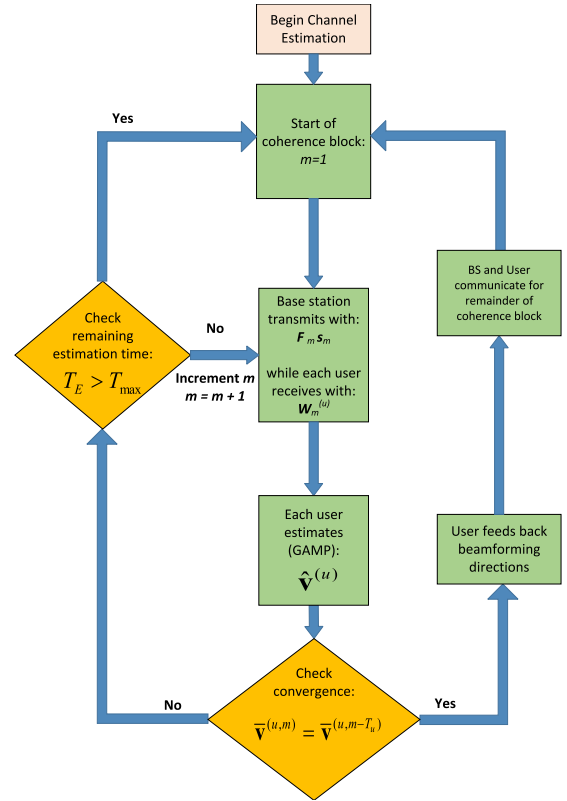 Begin Channel
Estimation
Yes
Start of
coherence block:
m=1
BS and User
communicate for
remainder of
coherence block
Check
remaining
estimation time:
T_E > T_max
No
Increment m
m = m + 1
Base station
transmits with:
F_m s_m
while each user
receives with:
W_m^(u)
Each user
estimates
(GAMP):
v̂^(u)
User feeds back
beamforming
directions
Check
convergence:
v̅^(u,m) = v̅^(u,m−T_u)
No
Yes